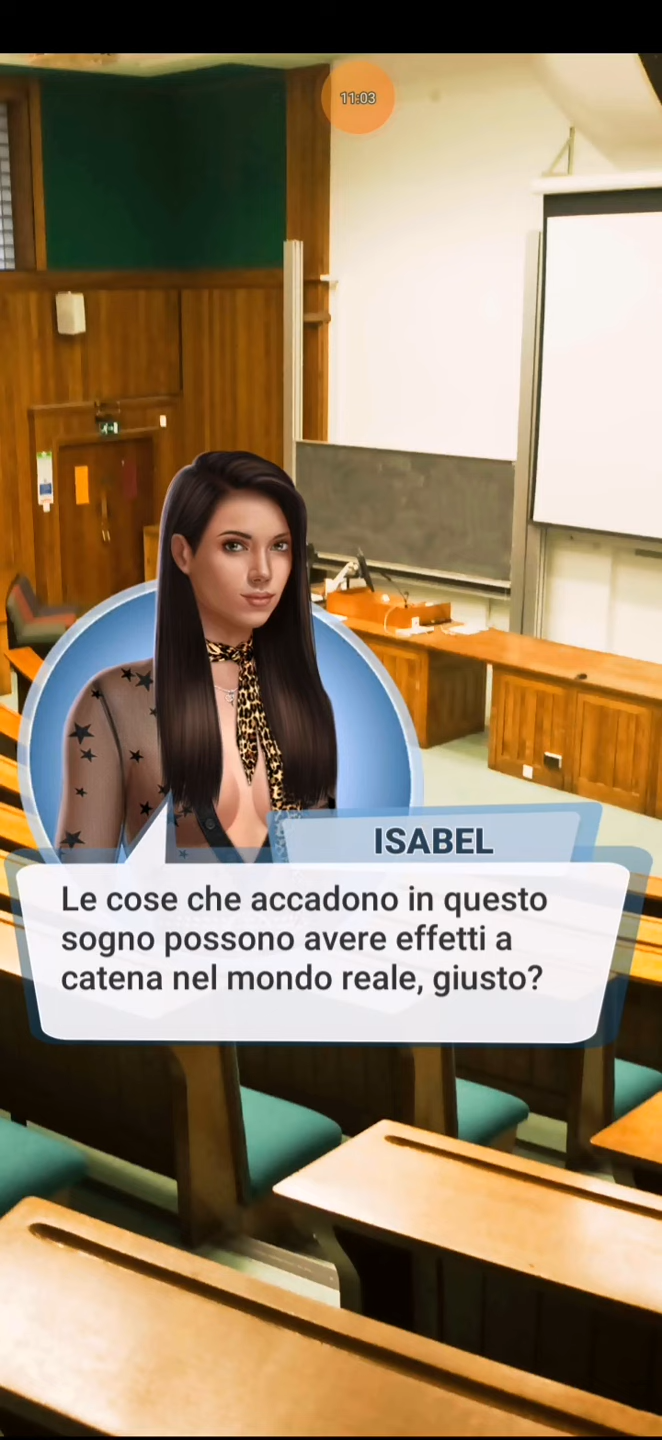 11:03
ISABEL
Le cose che accadono in questo
sogno possono avere effetti a
catena nel mondo reale, giusto?